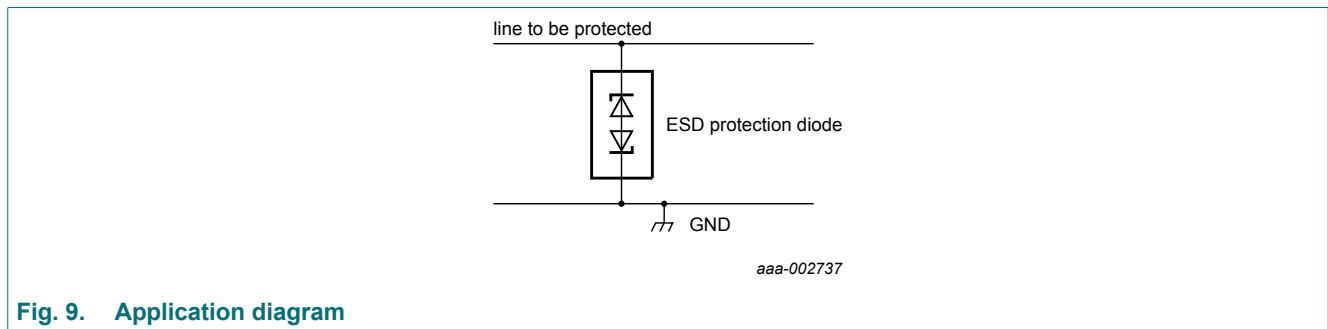 line to be protected
ESD protection diode
GND
aaa-002737
Fig. 9. Application diagram